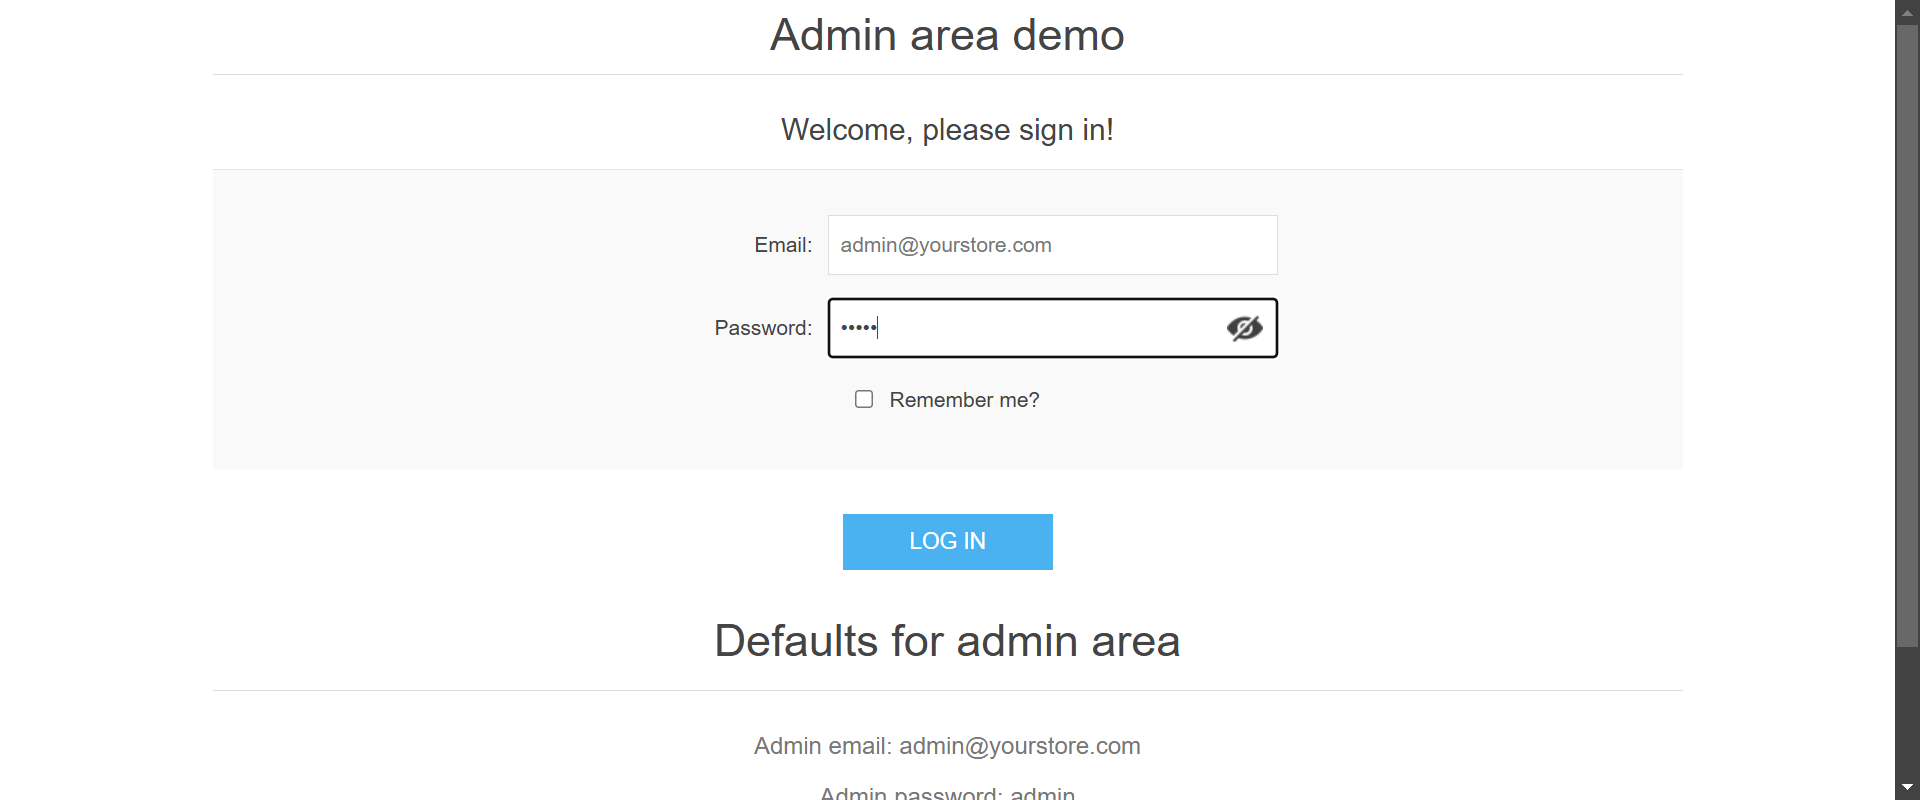 Admin area demo
Welcome, please sign in!
Email: admin@yourstore.com
Password: •••••
Remember me?
LOG IN
Defaults for admin area
Admin email: admin@yourstore.com
Admin password: admin